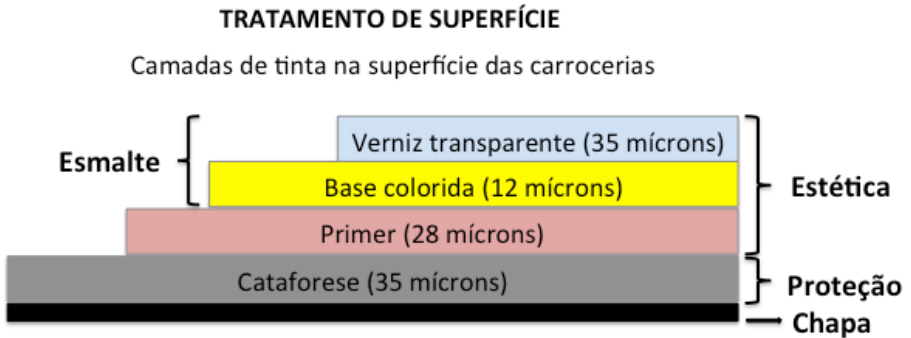 TRATAMENTO DE SUPERFÍCIE
Camadas de tinta na superfície das carrocerias
Verniz transparente (35 mícrons)
Esmalte
Base colorida (12 mícrons)
Estética
Primer (28 mícrons)
Cataforese (35 mícrons)
Proteção
Chapa